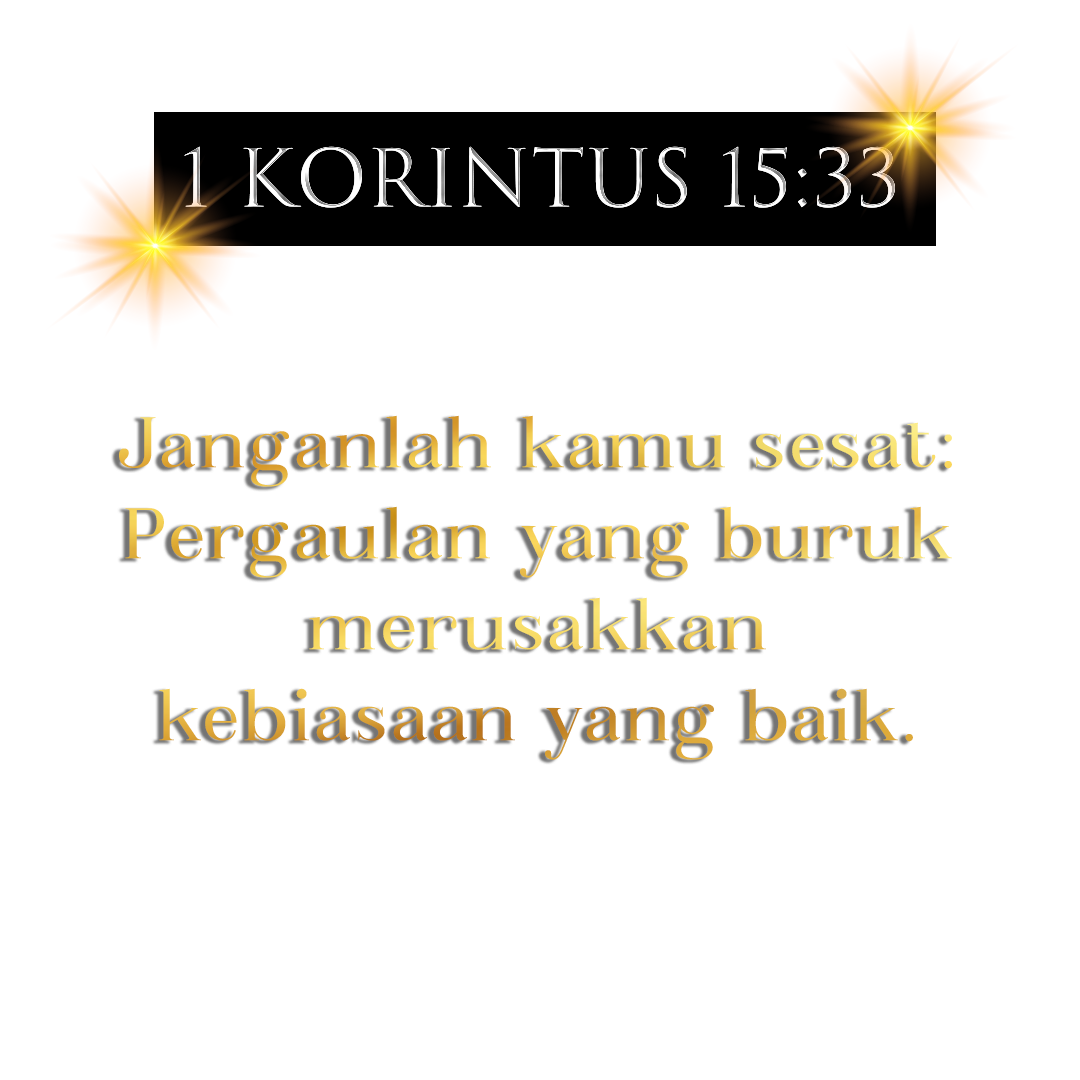 1 KORINTUS 15:33
Janganlah kamu sesat:
Pergaulan yang buruk
merusakkan
kebiasaan yang baik.